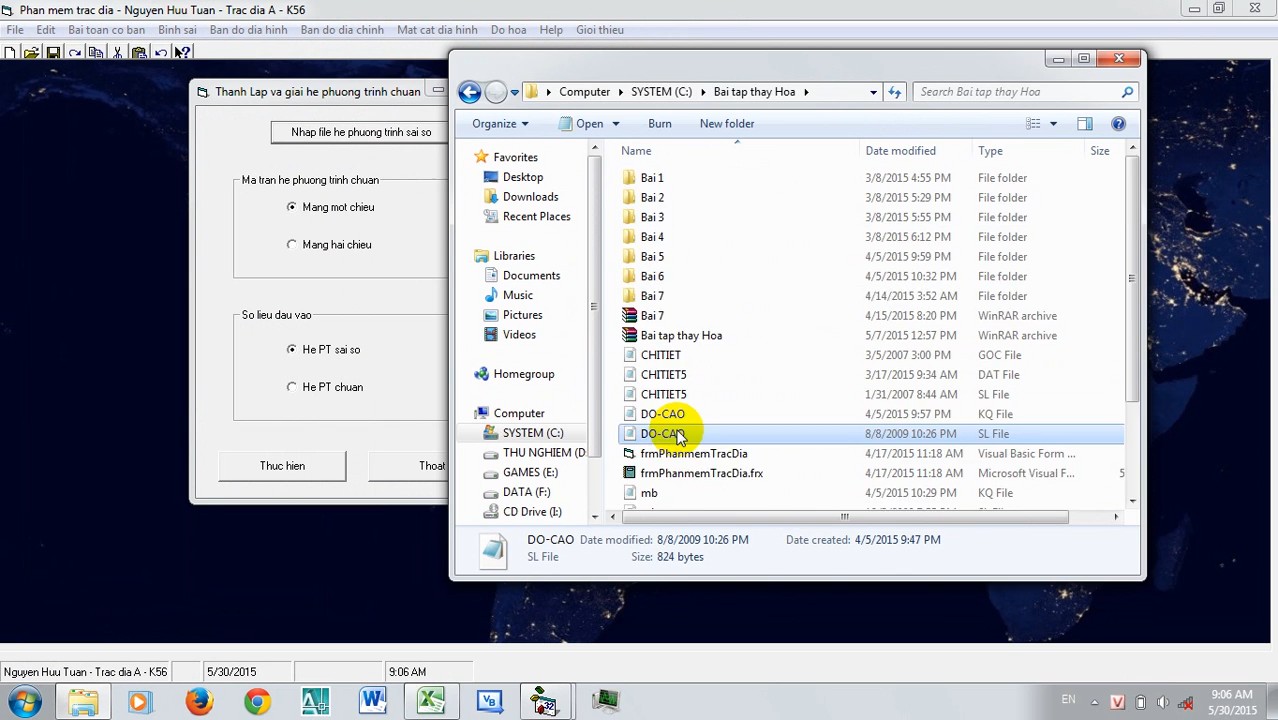 Phan mem trac dia - Nguyen Huu Tuan - Trac dia A - K56
File Edit Bai toan co ban Binh sai Ban do dia hinh Ban do dia chinh Mat cat dia hinh Do hoa Help Gioi thieu
Thanh Lap va giai he phuong trinh chuan
Nhap file he phuong trinh sai so
Ma tran he phuong trinh chuan
Mang mot chieu
Mang hai chieu
So lieu dau vao
He PT sai so
He PT chuan
Thuc hien
Thoat
Computer SYSTEM (C:) Bai tap thay Hoa
Search Bai tap thay Hoa
Organize Open Burn New folder
Favorites
Desktop
Downloads
Recent Places
Libraries
Documents
Music
Pictures
Videos
Homegroup
Computer
SYSTEM (C:)
THU NGHIEM (D
GAMES (E:)
DATA (F:)
CD Drive (I:)
Name Date modified Type Size
Bai 1 3/8/2015 4:55 PM File folder
Bai 2 3/8/2015 5:29 PM File folder
Bai 3 3/8/2015 5:55 PM File folder
Bai 4 3/8/2015 6:12 PM File folder
Bai 5 4/5/2015 9:59 PM File folder
Bai 6 4/5/2015 10:32 PM File folder
Bai 7 4/14/2015 3:52 AM File folder
Bai 7 4/15/2015 8:20 PM WinRAR archive
Bai tap thay Hoa 5/7/2015 12:57 PM WinRAR archive
CHITIET 3/5/2007 3:00 PM GOC File
CHITIET5 3/17/2015 9:34 AM DAT File
CHITIET5 1/31/2007 8:44 AM SL File
DO-CAO 4/5/2015 9:57 PM KQ File
DO-CAO 8/8/2009 10:26 PM SL File
frmPhanmemTracDia 4/17/2015 11:18 AM Visual Basic Form ...
frmPhanmemTracDia.frx 4/17/2015 11:18 AM Microsoft Visual F... 5
mb 4/5/2015 10:29 PM KQ File
DO-CAO Date modified: 8/8/2009 10:26 PM Date created: 4/5/2015 9:47 PM
SL File Size: 824 bytes
Nguyen Huu Tuan - Trac dia A - K56 5/30/2015 9:06 AM
EN
9:06 AM
5/30/2015